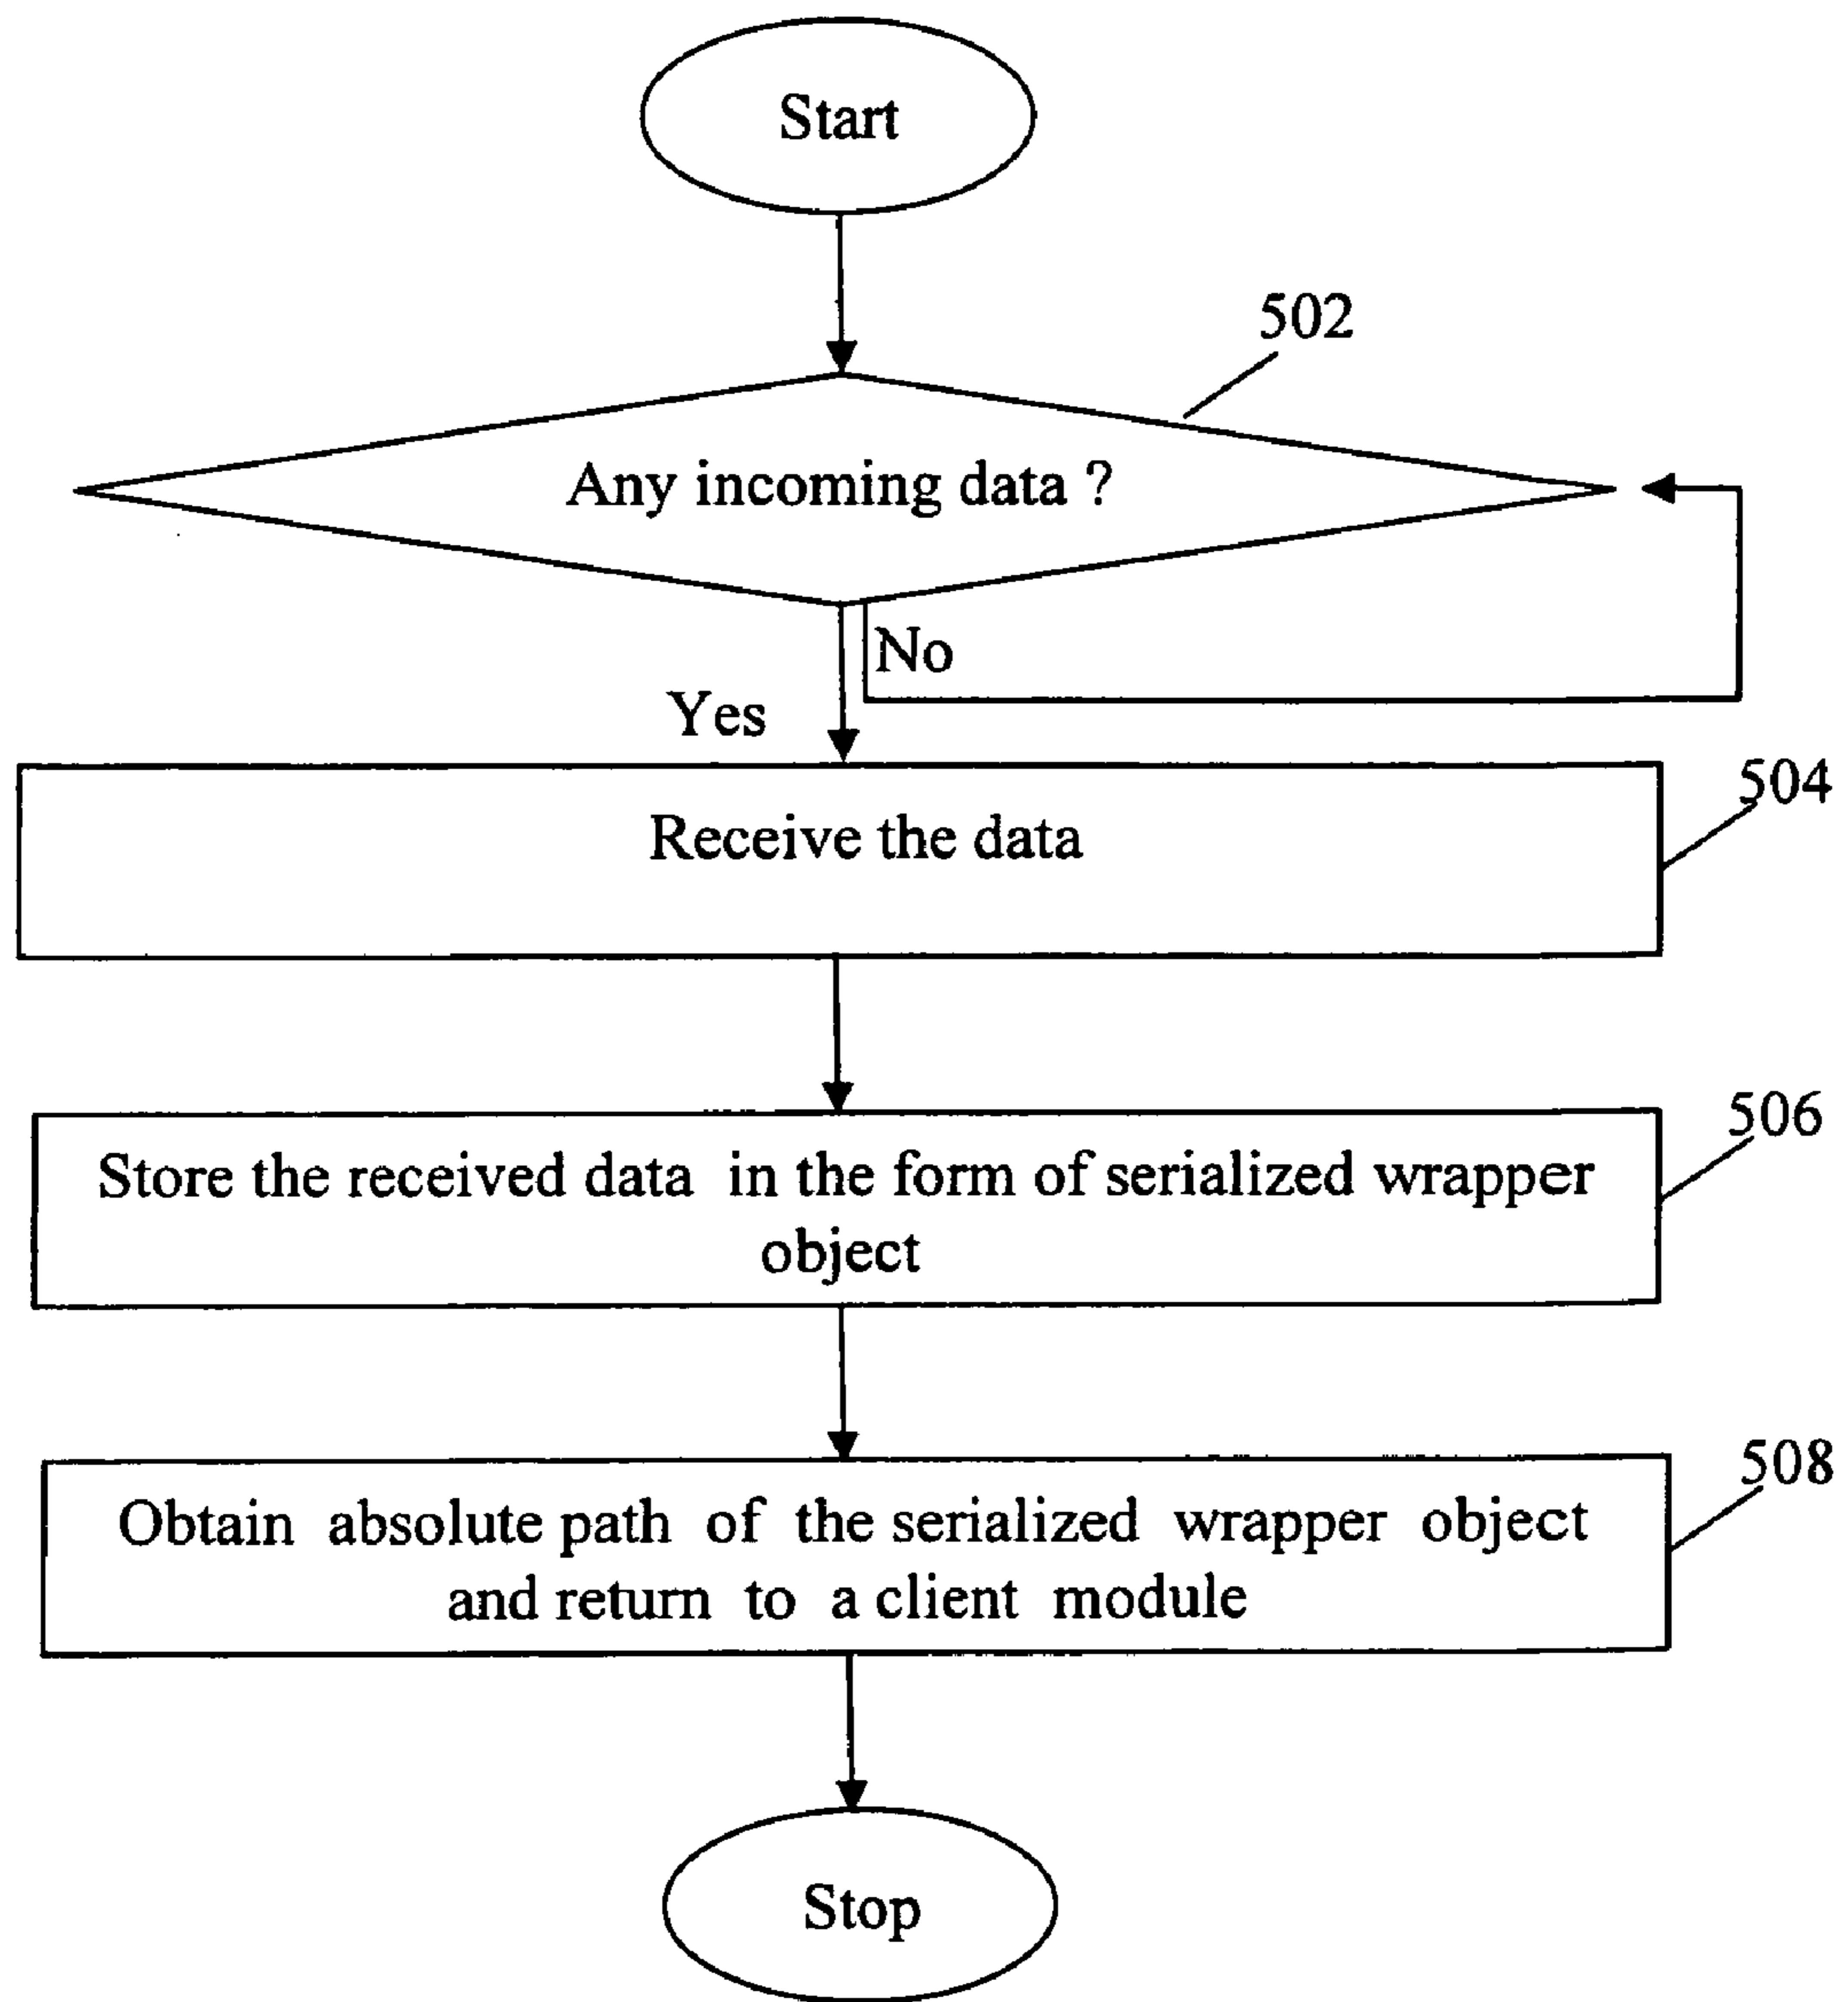 Start
502
Any incoming data ?
No
Yes
504
Receive the data
506
Store the received data in the form of serialized wrapper
object
508
Obtain absolute path of the serialized wrapper object
and return to a client module
Stop